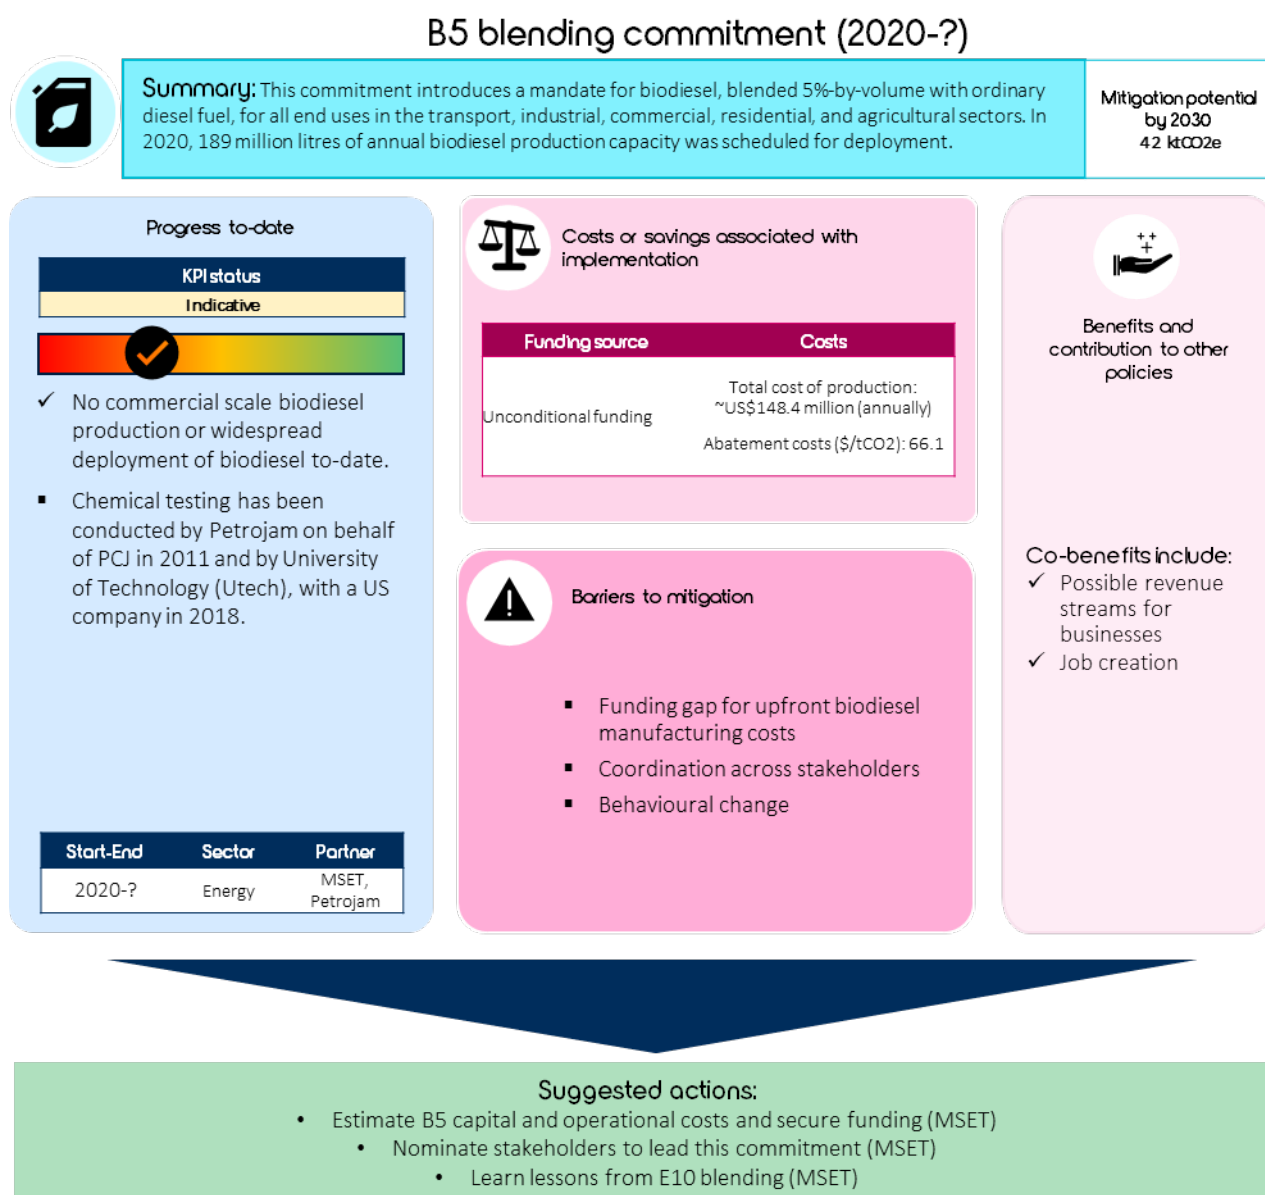 B5 blending commitment (2020-?)
Summary: This commitment introduces a mandate for biodiesel, blended 5%-by-volume with ordinary
diesel fuel, for all end uses in the transport, industrial, commercial, residential, and agricultural sectors. In
2020, 189 million litres of annual biodiesel production capacity was scheduled for deployment.
Mitigation potential
by 2030
42 ktCO2e
Progress to-date
KPI status
Indicative
✓ No commercial scale biodiesel
production or widespread
deployment of biodiesel to-date.
▪ Chemical testing has been
conducted by Petrojam on behalf
of PCJ in 2011 and by University
of Technology (Utech), with a US
company in 2018.
Start-End Sector Partner
2020-? Energy MSET,
Petrojam
Costs or savings associated with
implementation
Funding source Costs
Unconditional funding
Total cost of production:
~US$148.4 million (annually)
Abatement costs ($/tCO2): 66.1
Barriers to mitigation
▪ Funding gap for upfront biodiesel
manufacturing costs
▪ Coordination across stakeholders
▪ Behavioural change
Benefits and
contribution to other
policies
Co-benefits include:
✓ Possible revenue
streams for
businesses
✓ Job creation
Suggested actions:
• Estimate B5 capital and operational costs and secure funding (MSET)
• Nominate stakeholders to lead this commitment (MSET)
• Learn lessons from E10 blending (MSET)